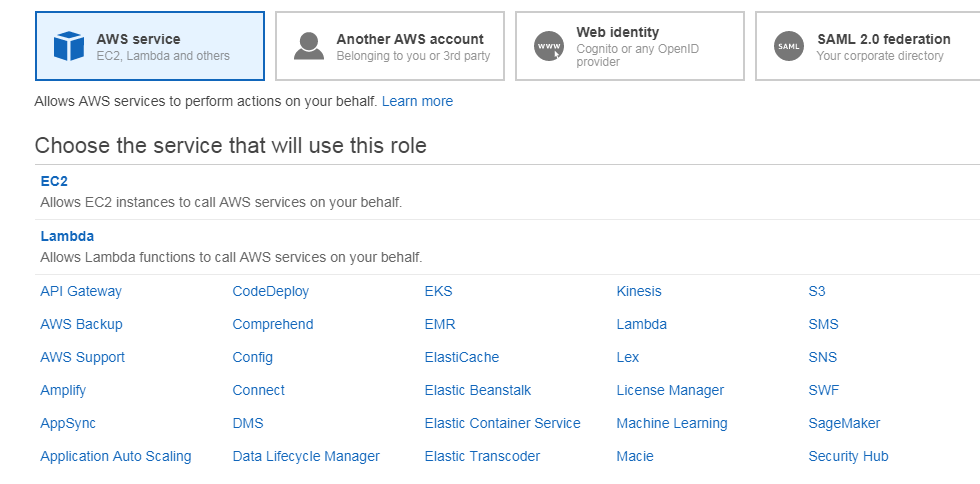 AWS service
EC2, Lambda and others
Another AWS account
Belonging to you or 3rd party
WWW
Web identity
Cognito or any OpenID
provider
SAML
SAML 2.0 federation
Your corporate directory
Allows AWS services to perform actions on your behalf. Learn more
Choose the service that will use this role
EC2
Allows EC2 instances to call AWS services on your behalf.
Lambda
Allows Lambda functions to call AWS services on your behalf.
API Gateway CodeDeploy EKS Kinesis S3
AWS Backup Comprehend EMR Lambda SMS
AWS Support Config ElastiCache Lex SNS
Amplify Connect Elastic Beanstalk License Manager SWF
AppSync DMS Elastic Container Service Machine Learning SageMaker
Application Auto Scaling Data Lifecycle Manager Elastic Transcoder Macie Security Hub